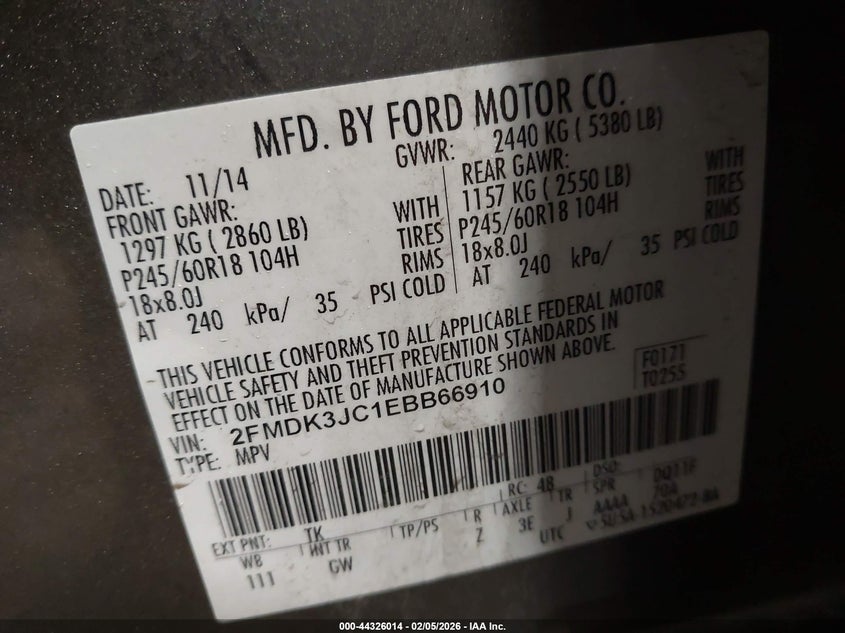 MFD. BY FORD MOTOR CO.
DATE: 11/14
GVWR: 2440 KG ( 5380 LB)
FRONT GAWR:
1297 KG ( 2860 LB) WITH
P245/60R18 104H TIRES
18x8.0J RIMS
AT 240 kPa/ 35 PSI COLD
REAR GAWR: WITH
1157 KG ( 2550 LB) TIRES
P245/60R18 104H RIMS
18x8.0J
AT 240 kPa/ 35 PSI COLD
THIS VEHICLE CONFORMS TO ALL APPLICABLE FEDERAL MOTOR
VEHICLE SAFETY AND THEFT PREVENTION STANDARDS IN
EFFECT ON THE DATE OF MANUFACTURE SHOWN ABOVE.
F0171
T0255
VIN: 2FMDK3JC1EBB66910
TYPE: MPV
EXT PNT: TK RC: 48 DSO:
WB INT TR TP/PS R AXLE TR SPR
111 GW Z 3E J AAAA
UTC
000-44326014 - 02/05/2026 - IAA Inc.